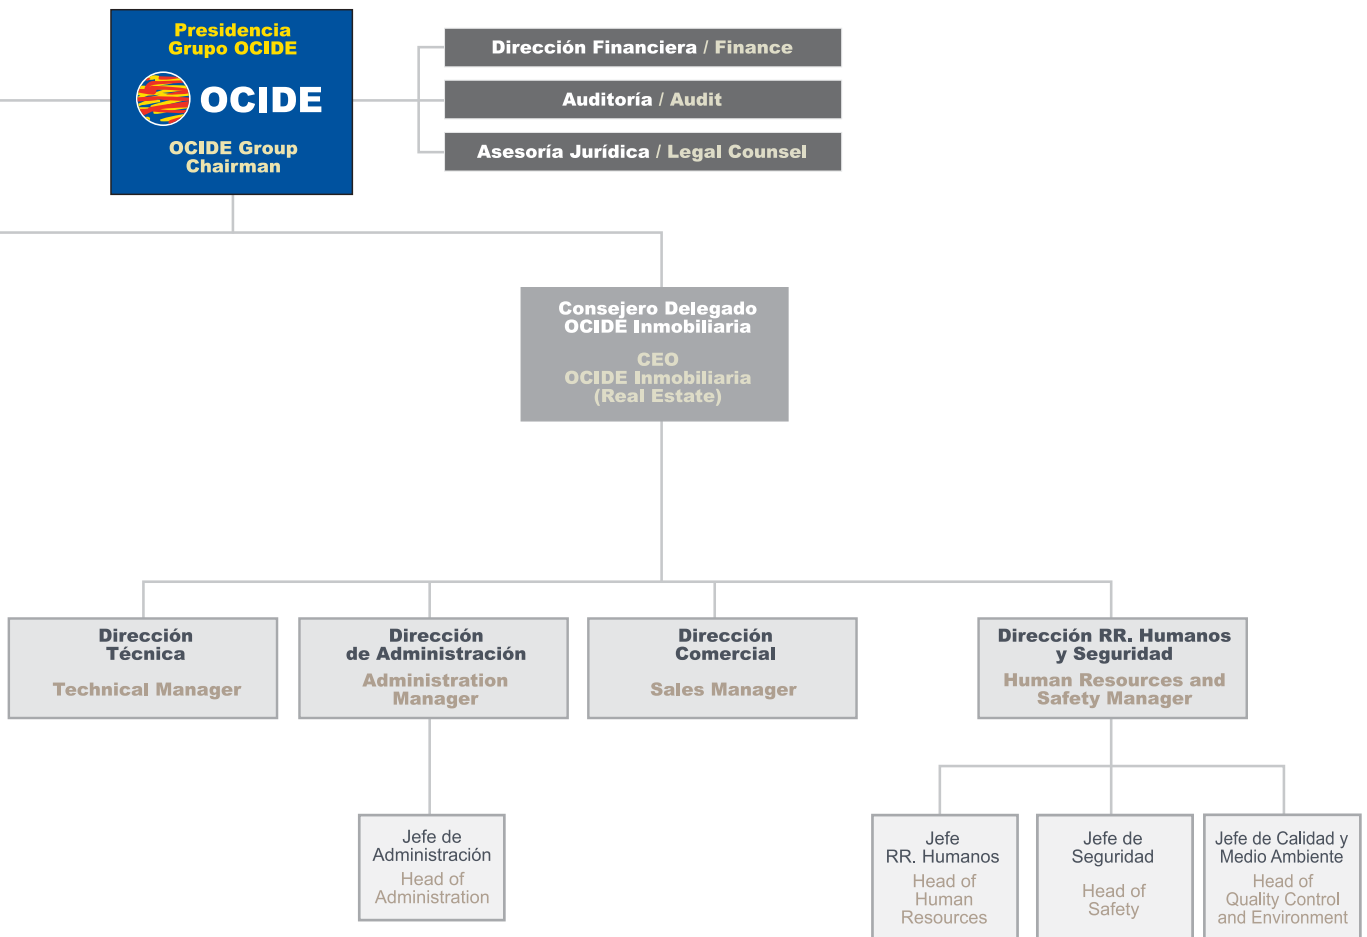 Presidencia
Grupo OCIDE
OCIDE
OCIDE Group
Chairman
Dirección Financiera / Finance
Auditoría / Audit
Asesoría Jurídica / Legal Counsel
Consejero Delegado
OCIDE Inmobiliaria
CEO
OCIDE Inmobiliaria
(Real Estate)
Dirección
Técnica
Technical Manager
Dirección
de Administración
Administration
Manager
Dirección
Comercial
Sales Manager
Dirección RR. Humanos
y Seguridad
Human Resources and
Safety Manager
Jefe de
Administración
Head of
Administration
Jefe
RR. Humanos
Head of
Human
Resources
Jefe de
Seguridad
Head of
Safety
Jefe de Calidad y
Medio Ambiente
Head of
Quality Control
and Environment